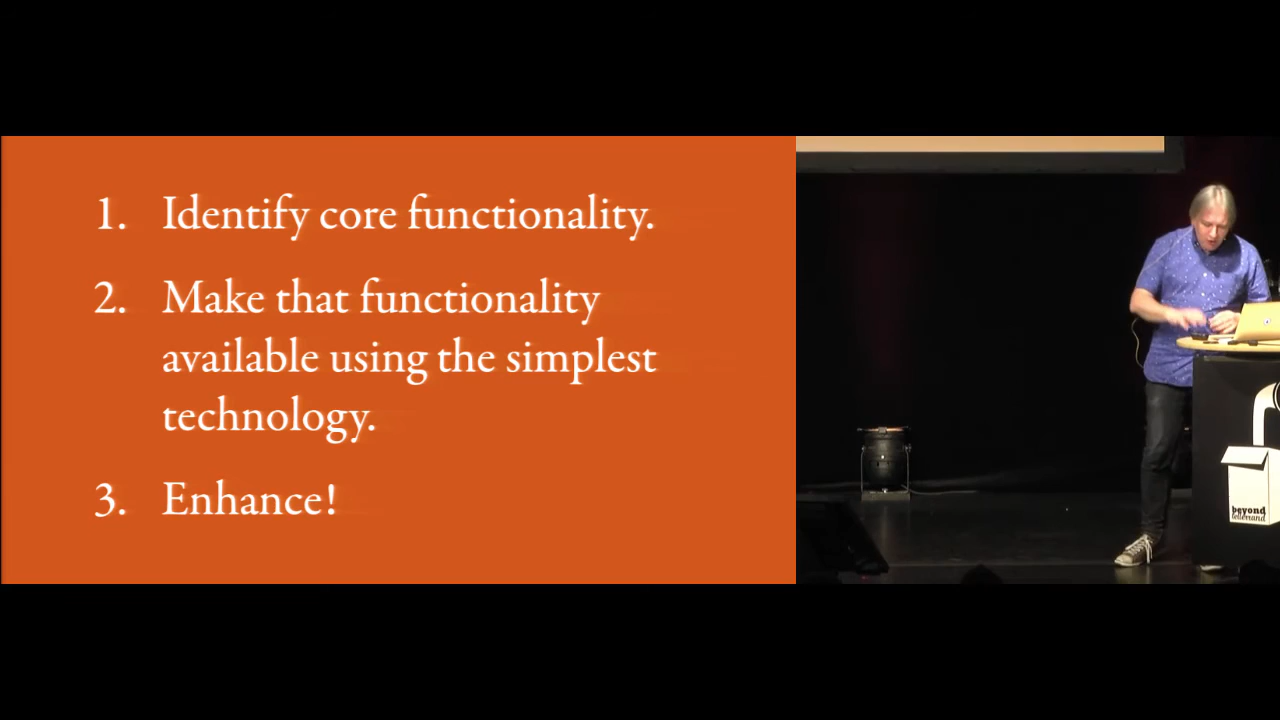 1. Identify core functionality.
2. Make that functionality
available using the simplest
technology.
3. Enhance!
beyond
tellerrand